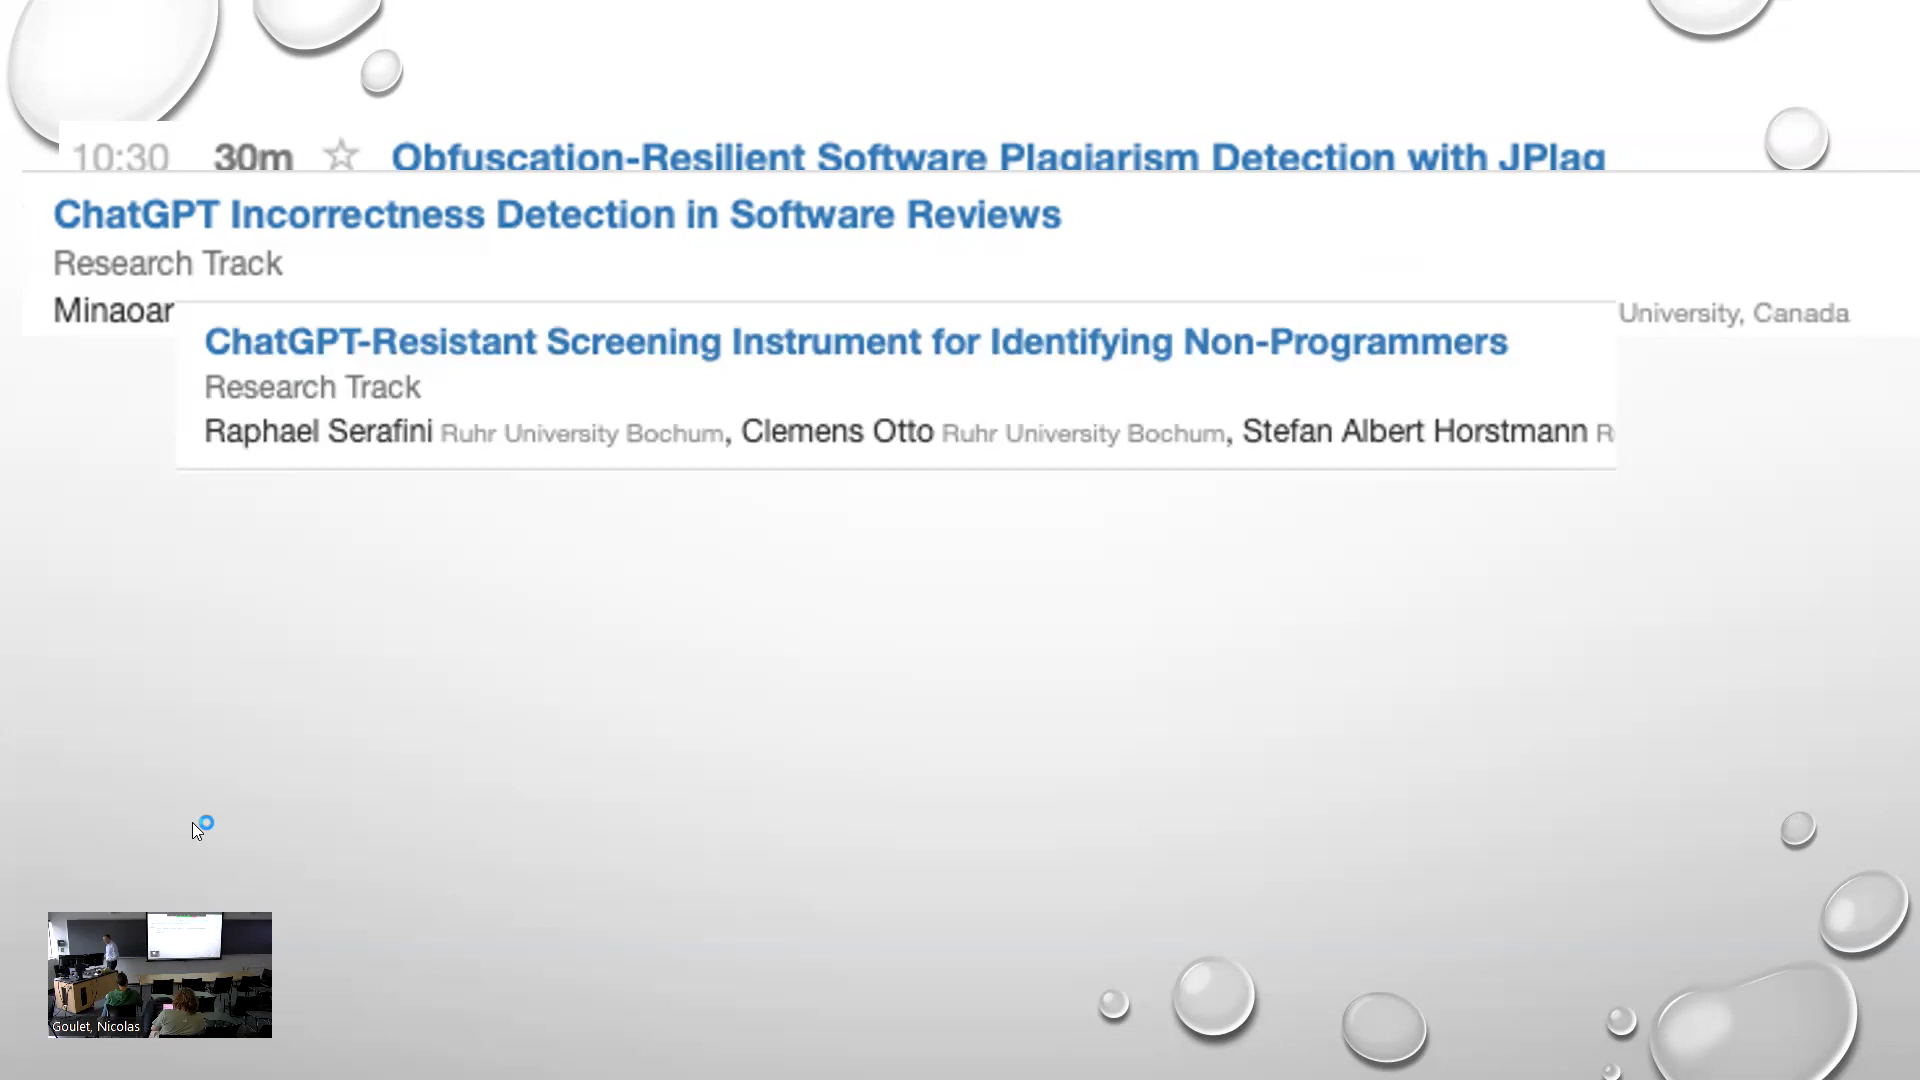 10:30 30m Obfuscation-Resilient Software Plagiarism Detection with JPlag
ChatGPT Incorrectness Detection in Software Reviews
Research Track
Minaoar University, Canada
ChatGPT-Resistant Screening Instrument for Identifying Non-Programmers
Research Track
Raphael Serafini Ruhr University Bochum, Clemens Otto Ruhr University Bochum, Stefan Albert Horstmann R
Goulet, Nicolas